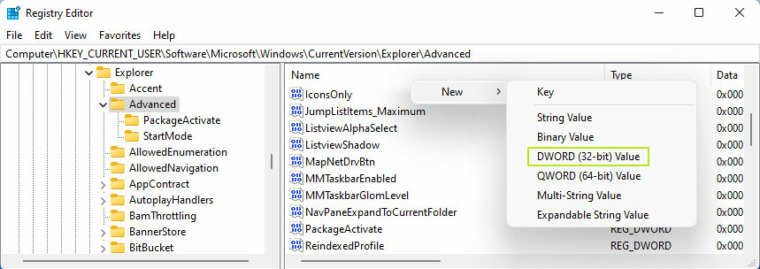 Registry Editor
File Edit View Favorites Help
Computer\HKEY_CURRENT_USER\Software\Microsoft\Windows\CurrentVersion\Explorer\Advanced
Explorer
Accent
Advanced
PackageActivate
StartMode
AllowedEnumeration
AllowedNavigation
AppContract
AutoplayHandlers
BamThrottling
BannerStore
BitBucket
Name Type Data
IconsOnly 0x000
JumpListItems_Maximum 0x000
ListviewAlphaSelect 0x000
ListviewShadow 0x000
MapNetDrvBtn 0x000
MMTaskbarEnabled 0x000
MMTaskbarGlomLevel 0x000
NavPaneExpandToCurrentFolder 0x000
PackageActivate REG_DWORD 0x000
ReindexedProfile REG_DWORD 0x000
New
Key
String Value
Binary Value
DWORD (32-bit) Value
QWORD (64-bit) Value
Multi-String Value
Expandable String Value